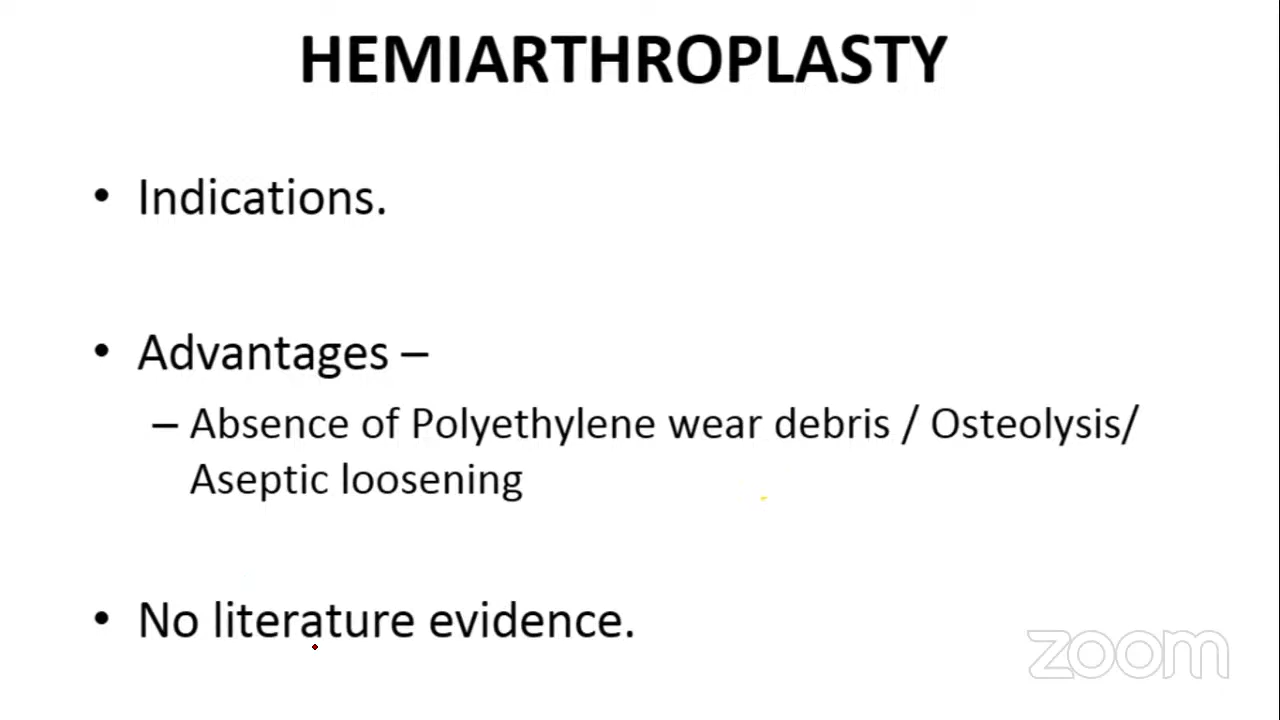 HEMIARTHROPLASTY
• Indications.
• Advantages –
– Absence of Polyethylene wear debris / Osteolysis/
Aseptic loosening
• No literature evidence.
zoom